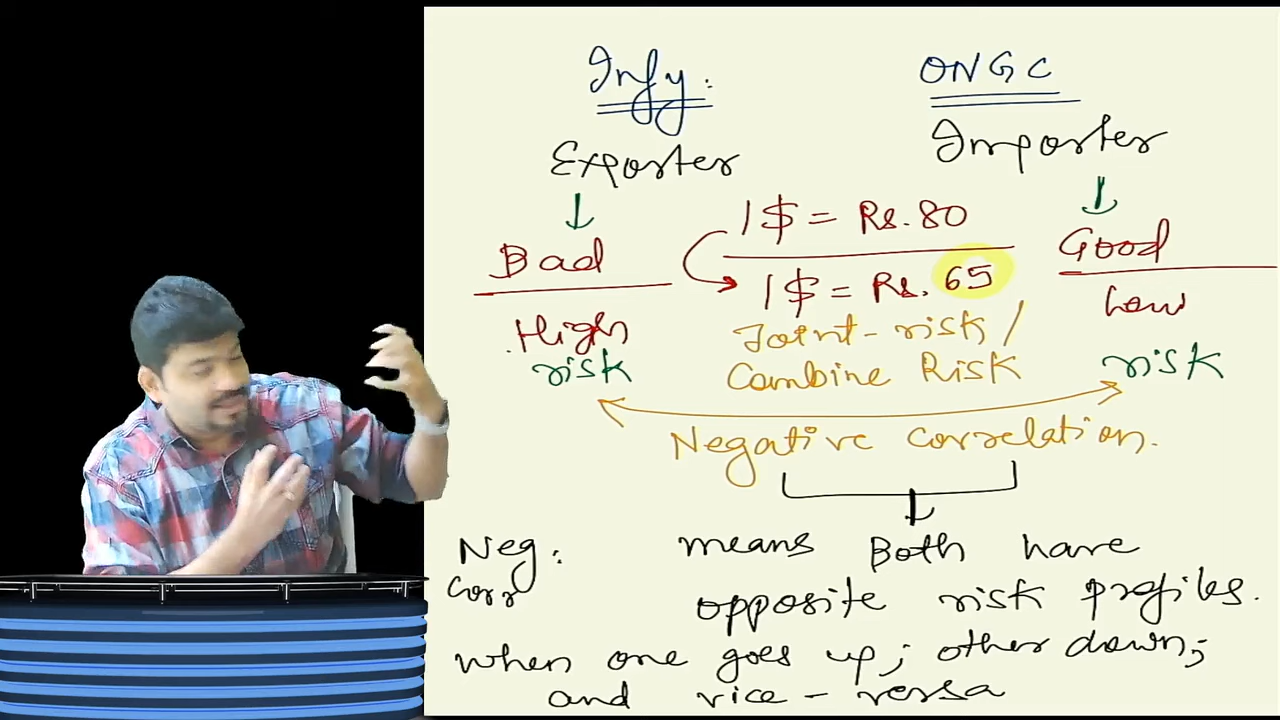 Infy:
ONGC
Exporter
Importer
↓
↓
Bad
1$ = Rs. 80
Good
1$ = Rs. 65
High
risk
Low
risk
Joint-risk/
Combine Risk
Negative correlation.
Neg:
Corr
means Both have
opposite risk profiles.
when one goes up; other down;
and vice-versa